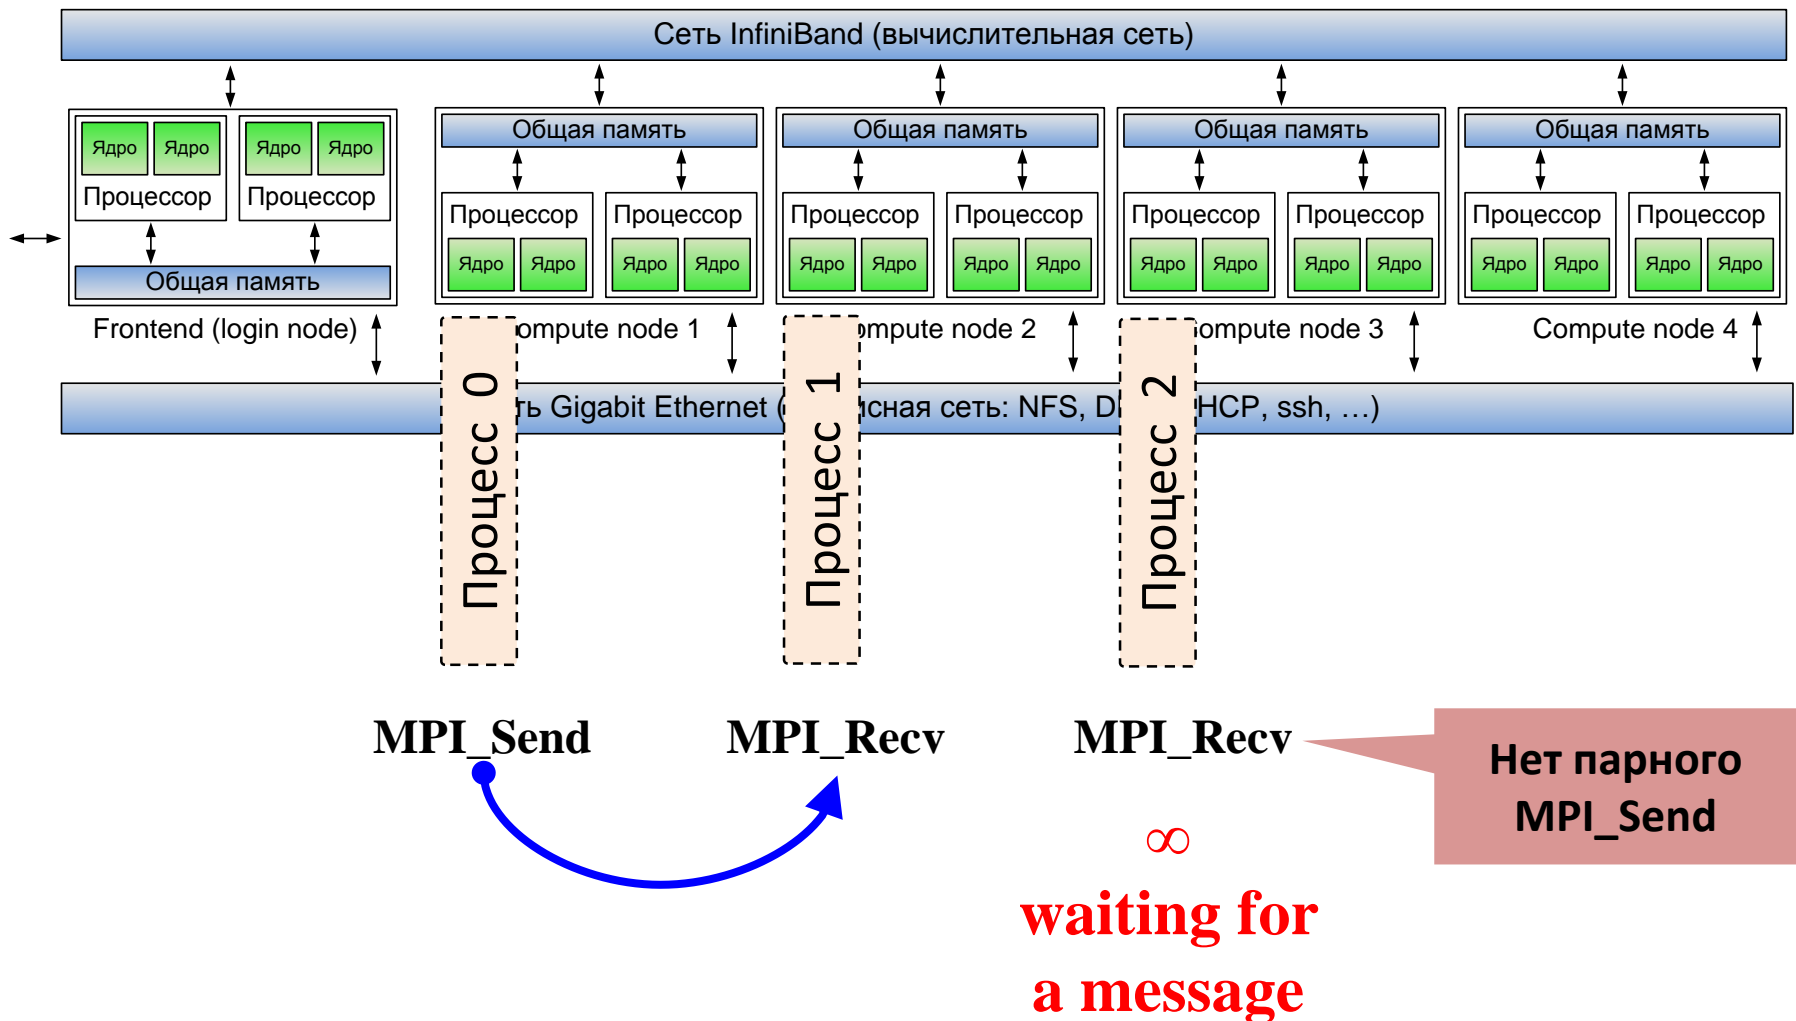 Сеть InfiniBand (вычислительная сеть)
Ядро Ядро Ядро Ядро
Процессор Процессор
Общая память
Frontend (login node)
Общая память
Процессор Процессор
Ядро Ядро Ядро Ядро
ompute node 1
Общая память
Процессор Процессор
Ядро Ядро Ядро Ядро
mpute node 2
Общая память
Процессор Процессор
Ядро Ядро Ядро Ядро
ompute node 3
Общая память
Процессор Процессор
Ядро Ядро Ядро Ядро
Compute node 4
ть Gigabit Ethernet ( исная сеть: NFS, D HCP, ssh, …)
Процесс 0
Процесс 1
Процесс 2
MPI_Send MPI_Recv MPI_Recv
Нет парного
MPI_Send
∞
waiting for
a message